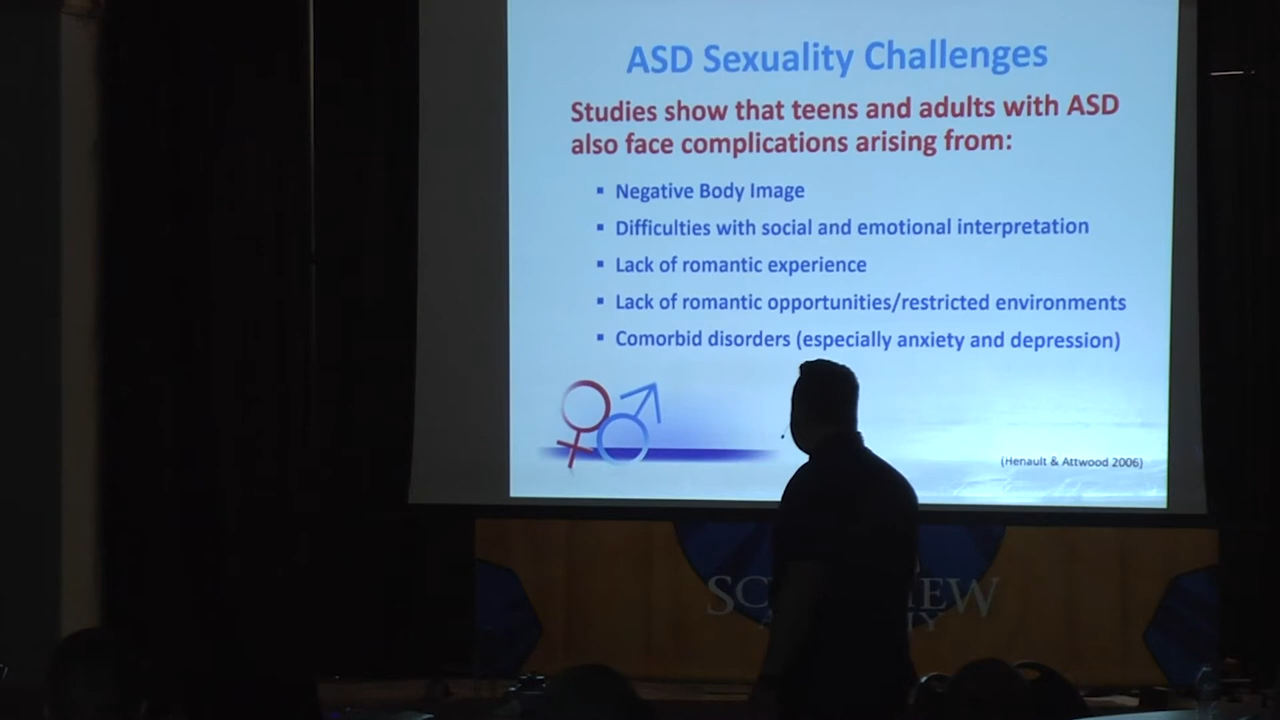 ASD Sexuality Challenges
Studies show that teens and adults with ASD
also face complications arising from:
▪ Negative Body Image
▪ Difficulties with social and emotional interpretation
▪ Lack of romantic experience
▪ Lack of romantic opportunities/restricted environments
▪ Comorbid disorders (especially anxiety and depression)
(Henault & Attwood 2006)